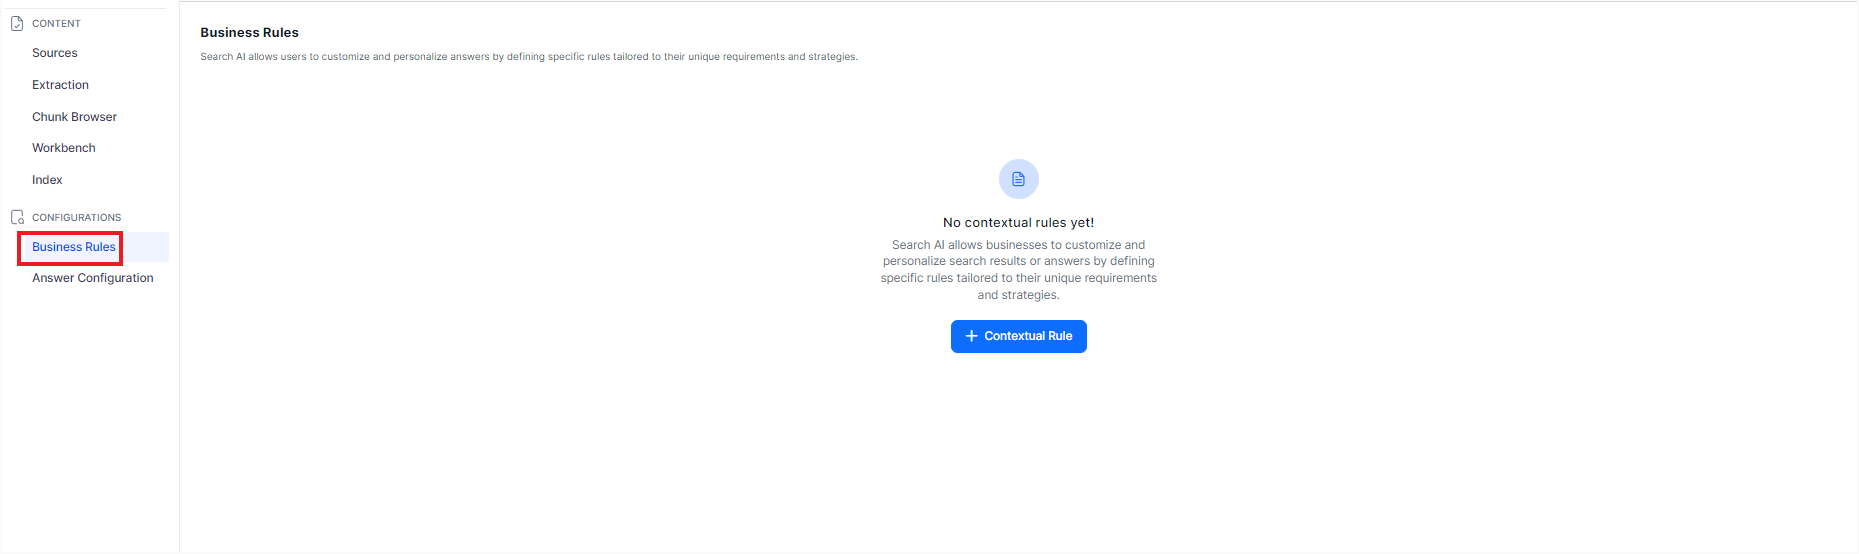 CONTENT
Sources
Extraction
Chunk Browser
Workbench
Index
CONFIGURATIONS
Business Rules
Answer Configuration
Business Rules
Search AI allows users to customize and personalize answers by defining specific rules tailored to their unique requirements and strategies.
No contextual rules yet!
Search AI allows businesses to customize and
personalize search results or answers by defining
specific rules tailored to their unique requirements
and strategies.
Contextual Rule